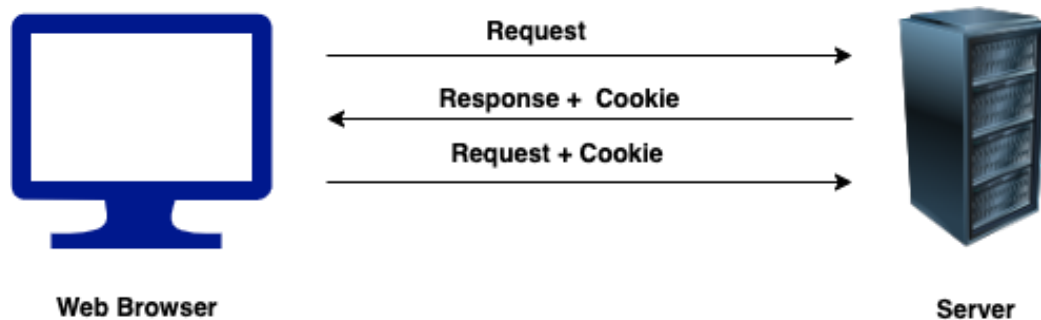 Request
Response + Cookie
Request + Cookie
Web Browser
Server